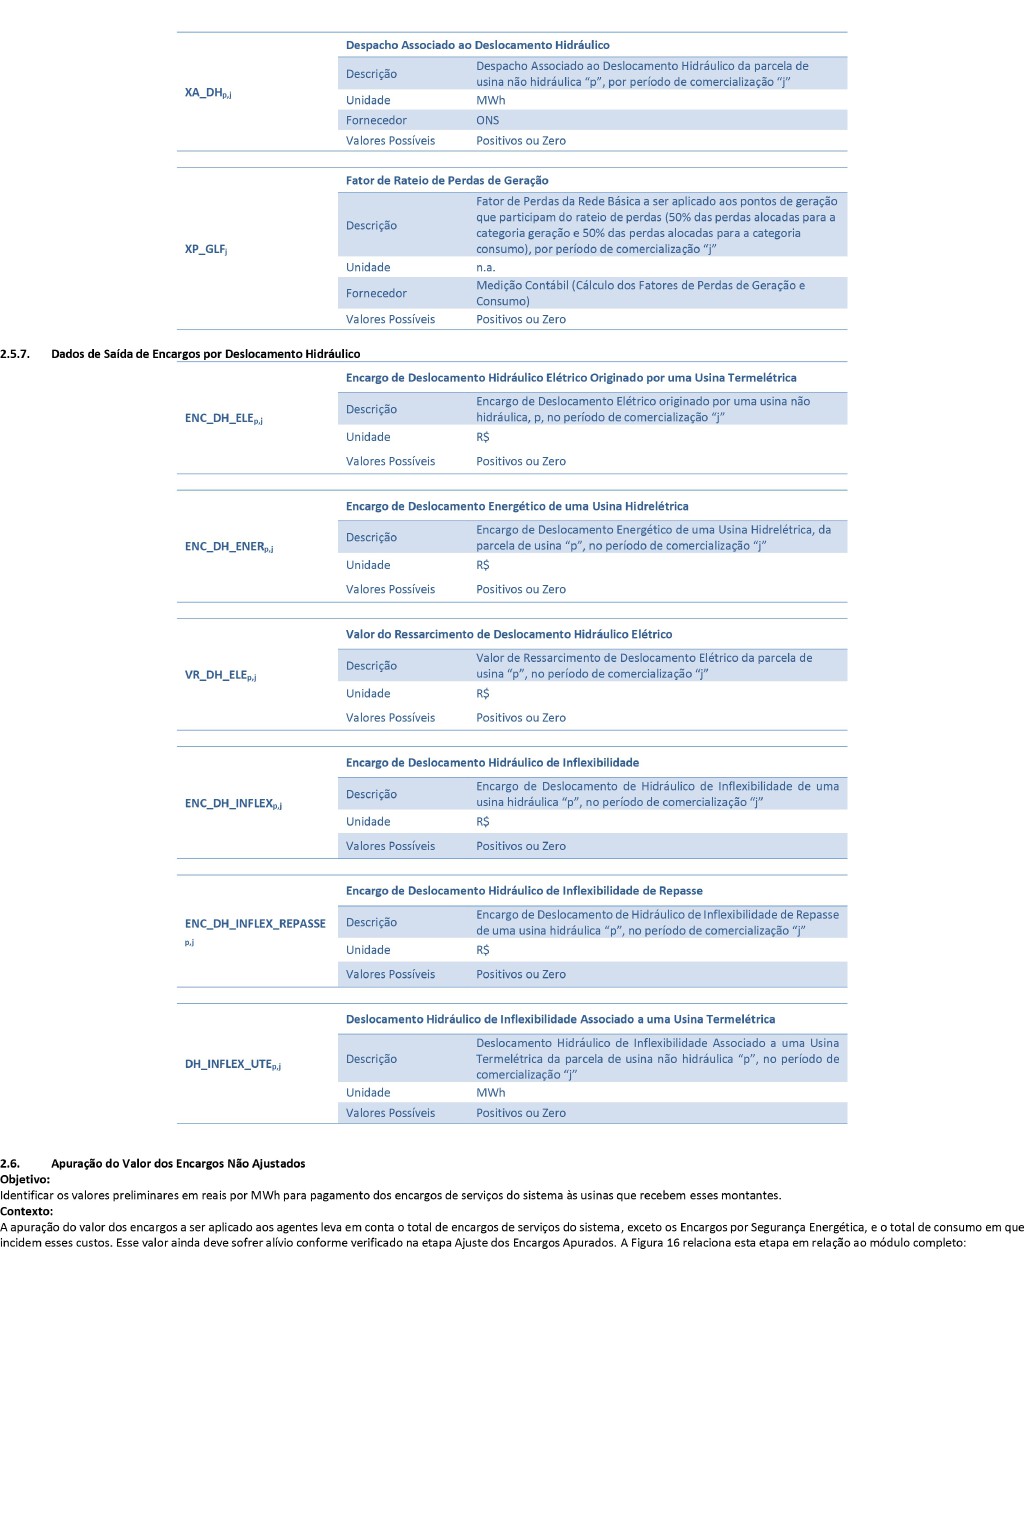 Despacho Associado ao Deslocamento Hidráulico
XA_DHp,j
Descrição
Despacho Associado ao Deslocamento Hidráulico da parcela de
usina não hidráulica “p”, por período de comercialização “j”
Unidade MWh
Fornecedor ONS
Valores Possíveis Positivos ou Zero
Fator de Rateio de Perdas de Geração
XP_GLFj
Descrição
Fator de Perdas da Rede Básica a ser aplicado aos pontos de geração
que participam do rateio de perdas (50% das perdas alocadas para a
categoria geração e 50% das perdas alocadas para a categoria
consumo), por período de comercialização “j”
Unidade n.a.
Fornecedor
Medição Contábil (Cálculo dos Fatores de Perdas de Geração e
Consumo)
Valores Possíveis Positivos ou Zero
2.5.7. Dados de Saída de Encargos por Deslocamento Hidráulico
Encargo de Deslocamento Hidráulico Elétrico Originado por uma Usina Termelétrica
ENC_DH_ELEp,j
Descrição
Encargo de Deslocamento Elétrico originado por uma usina não
hidráulica, p, no período de comercialização “j”
Unidade R$
Valores Possíveis Positivos ou Zero
Encargo de Deslocamento Energético de uma Usina Hidrelétrica
ENC_DH_ENERp,j
Descrição
Encargo de Deslocamento Energético de uma Usina Hidrelétrica, da
parcela de usina “p”, no período de comercialização “j”
Unidade R$
Valores Possíveis Positivos ou Zero
Valor do Ressarcimento de Deslocamento Hidráulico Elétrico
VR_DH_ELEp,j
Descrição
Valor de Ressarcimento de Deslocamento Elétrico da parcela de
usina “p”, no período de comercialização “j”
Unidade R$
Valores Possíveis Positivos ou Zero
Encargo de Deslocamento Hidráulico de Inflexibilidade
ENC_DH_INFLEXp,j
Descrição
Encargo de Deslocamento de Hidráulico de Inflexibilidade de uma
usina hidráulica “p”, no período de comercialização “j”
Unidade R$
Valores Possíveis Positivos ou Zero
Encargo de Deslocamento Hidráulico de Inflexibilidade de Repasse
ENC_DH_INFLEX_REPASSE
p,j
Descrição
Encargo de Deslocamento de Hidráulico de Inflexibilidade de Repasse
de uma usina hidráulica “p”, no período de comercialização “j”
Unidade R$
Valores Possíveis Positivos ou Zero
Deslocamento Hidráulico de Inflexibilidade Associado a uma Usina Termelétrica
DH_INFLEX_UTEp,j
Descrição
Deslocamento Hidráulico de Inflexibilidade Associado a uma Usina
Termelétrica da parcela de usina não hidráulica “p”, no período de
comercialização “j”
Unidade MWh
Valores Possíveis Positivos ou Zero
2.6. Apuração do Valor dos Encargos Não Ajustados
Objetivo:
Identificar os valores preliminares em reais por MWh para pagamento dos encargos de serviços do sistema às usinas que recebem esses montantes.
Contexto:
A apuração do valor dos encargos a ser aplicado aos agentes leva em conta o total de encargos de serviços do sistema, exceto os Encargos por Segurança Energética, e o total de consumo em que
incidem esses custos. Esse valor ainda deve sofrer alívio conforme verificado na etapa Ajuste dos Encargos Apurados. A Figura 16 relaciona esta etapa em relação ao módulo completo: